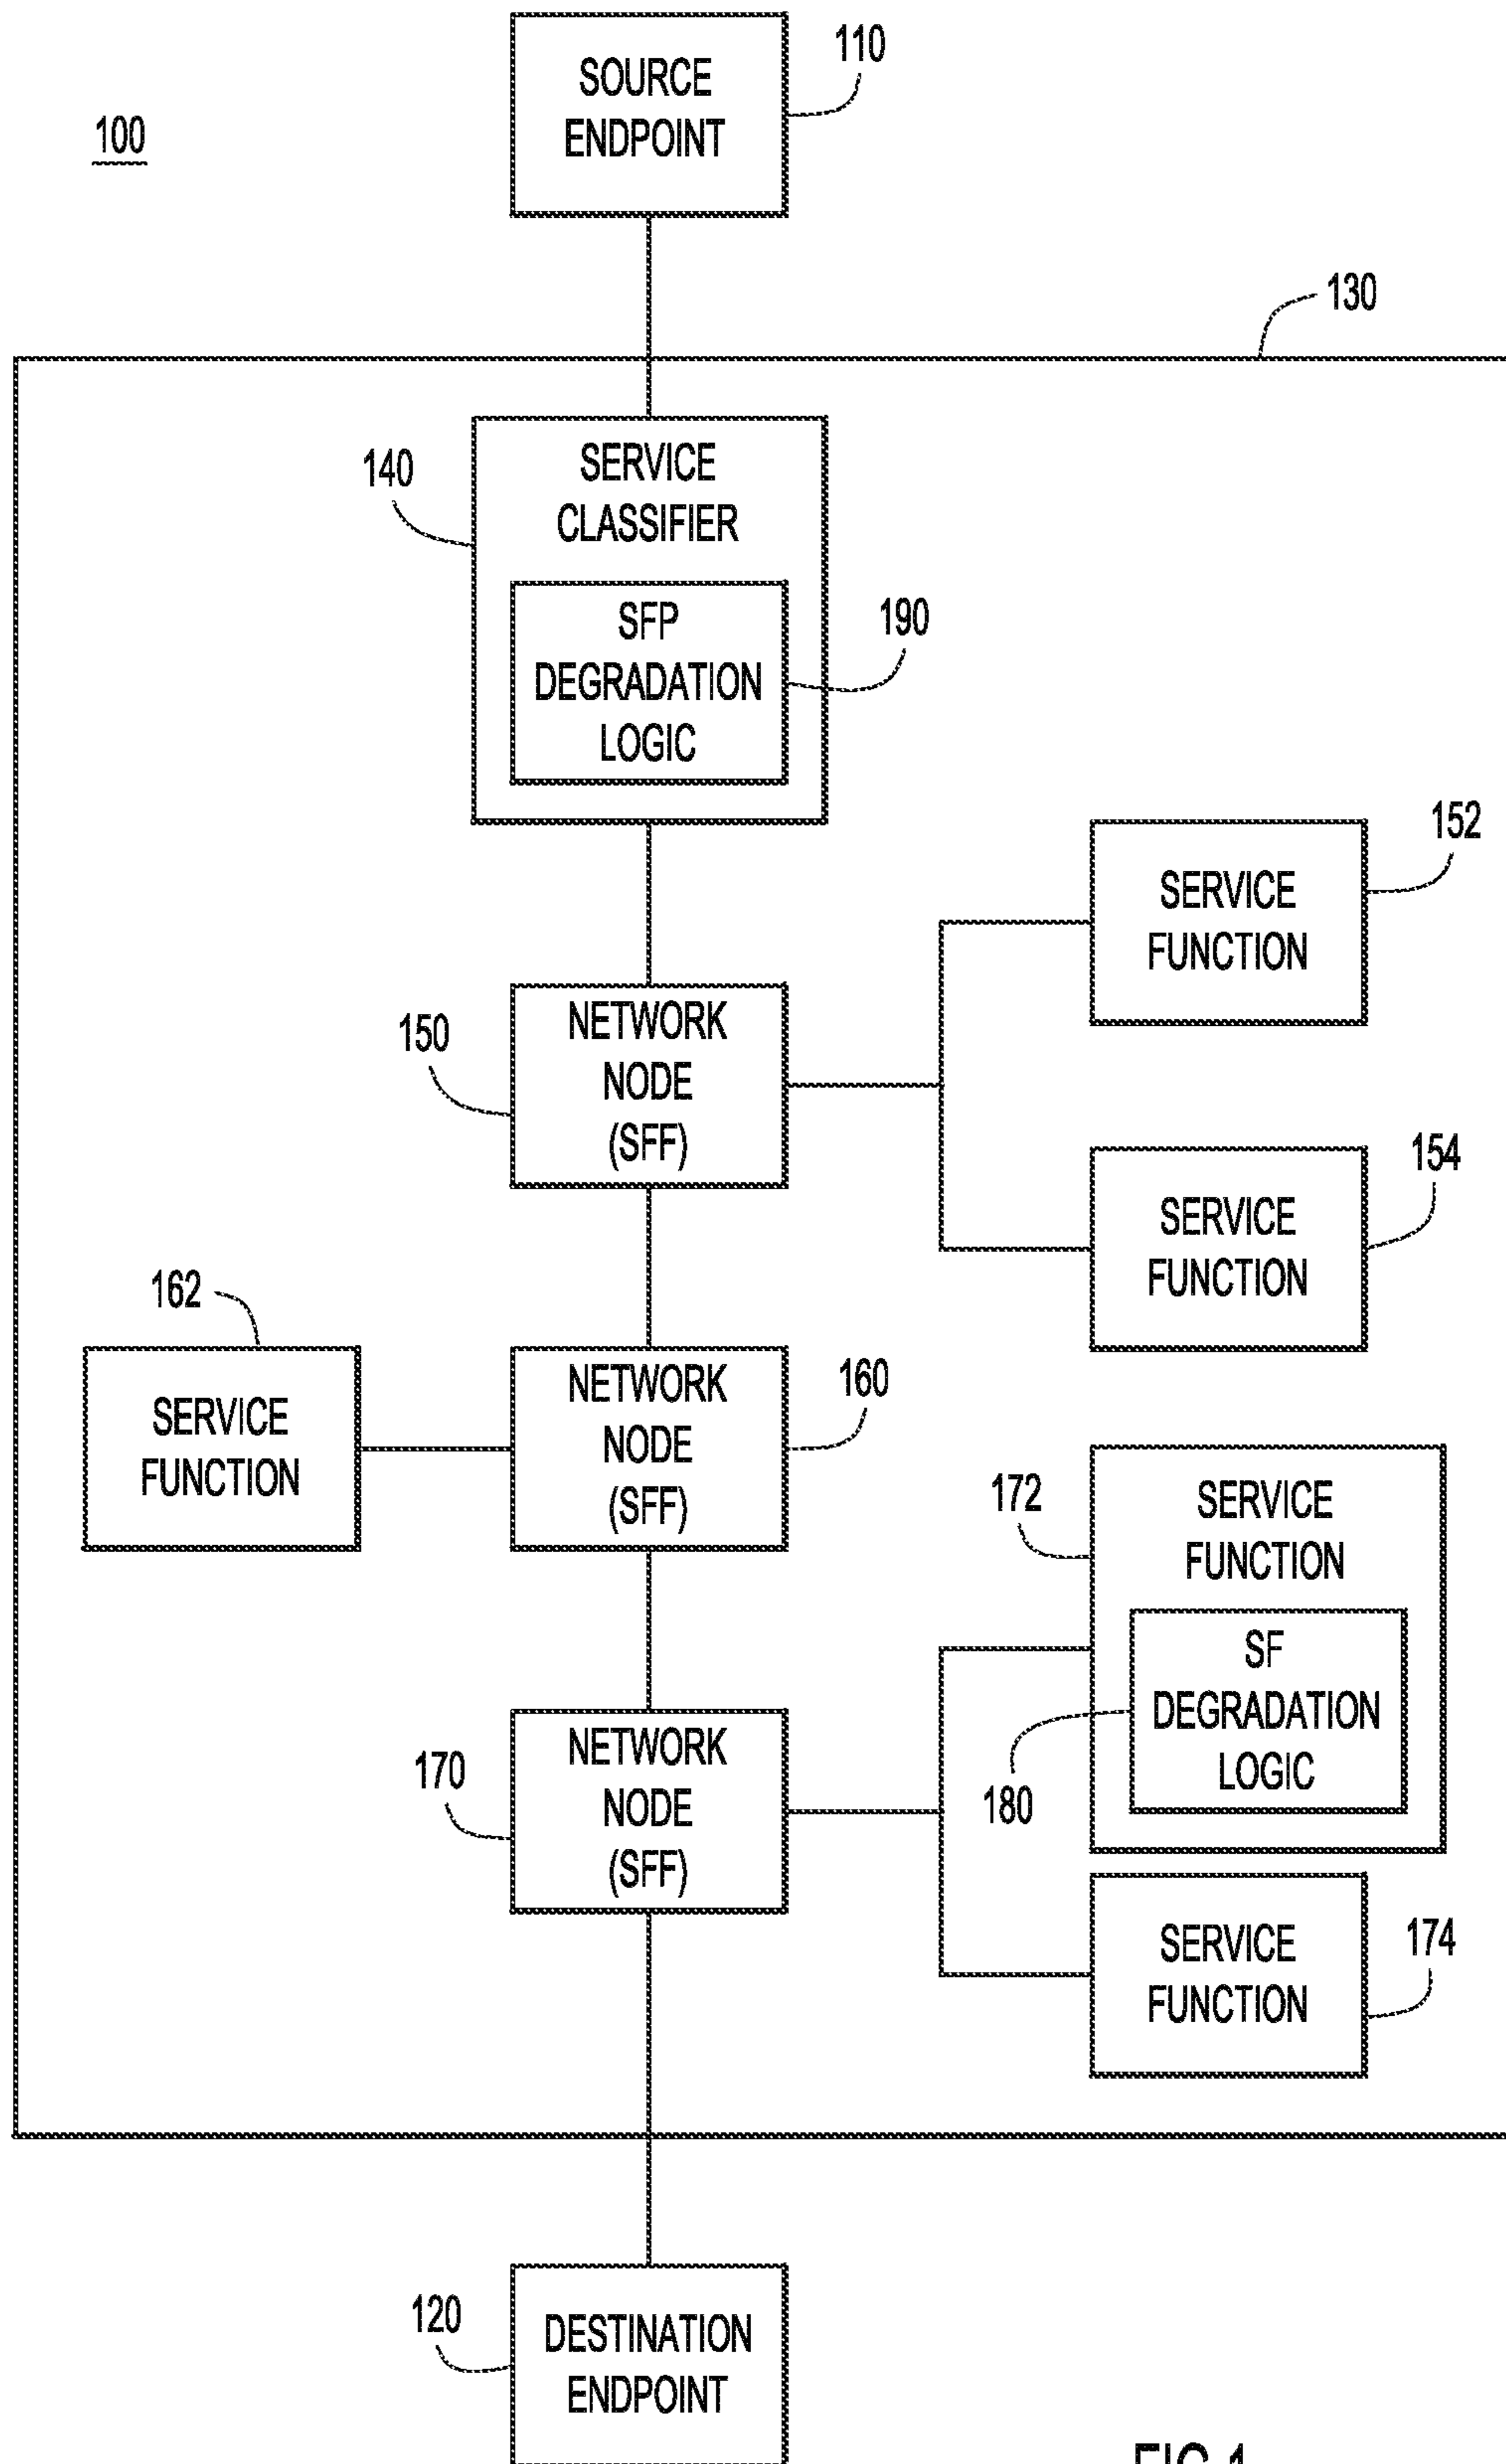 110
SOURCE
ENDPOINT
100
130
140
SERVICE
CLASSIFIER
SFP
DEGRADATION
LOGIC
190
152
SERVICE
FUNCTION
150
NETWORK
NODE
(SFF)
154
SERVICE
FUNCTION
162
SERVICE
FUNCTION
NETWORK
NODE
(SFF)
160
172
SERVICE
FUNCTION
SF
DEGRADATION
LOGIC
180
170
NETWORK
NODE
(SFF)
174
SERVICE
FUNCTION
120
DESTINATION
ENDPOINT
FIG.1